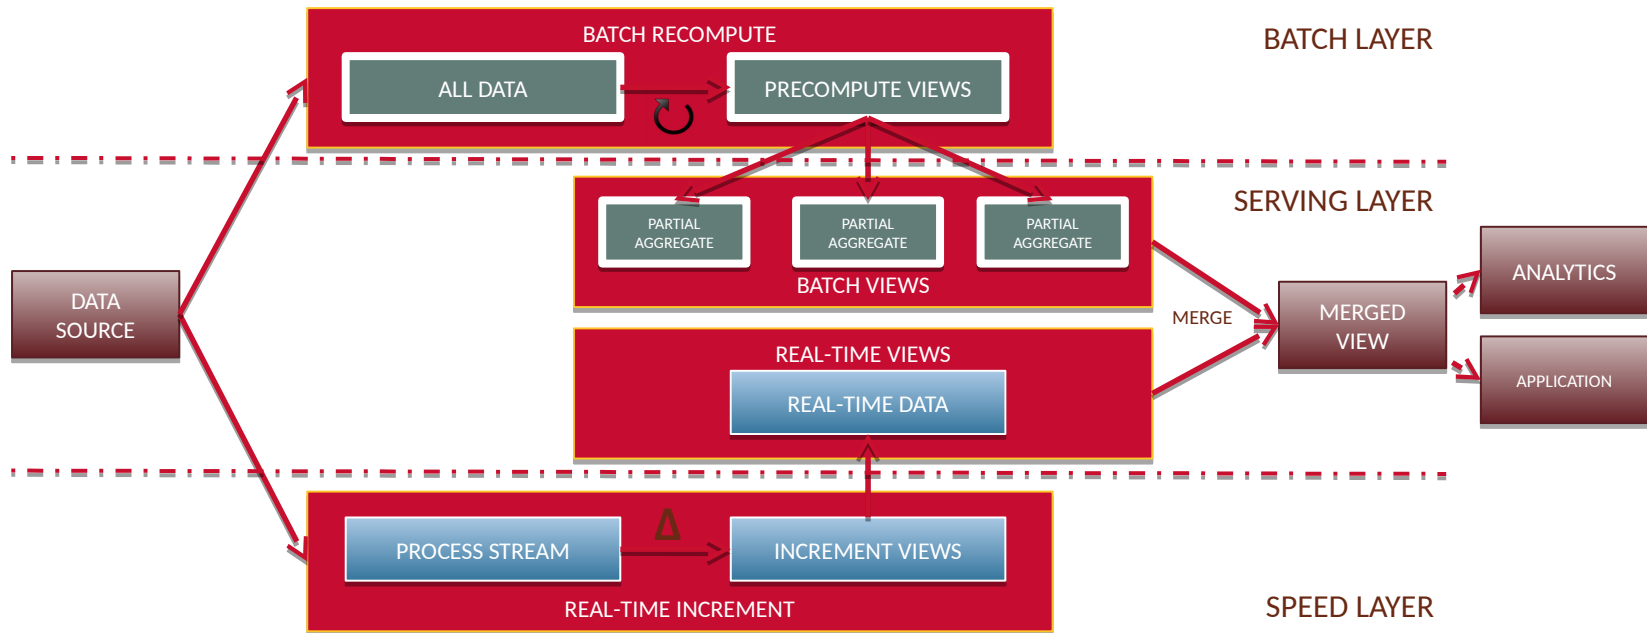 BATCH RECOMPUTE
BATCH LAYER
ALL DATA
PRECOMPUTE VIEWS
SERVING LAYER
PARTIAL
AGGREGATE
PARTIAL
AGGREGATE
PARTIAL
AGGREGATE
BATCH VIEWS
DATA
SOURCE
MERGE
MERGED
VIEW
ANALYTICS
APPLICATION
REAL-TIME VIEWS
REAL-TIME DATA
Δ
PROCESS STREAM
INCREMENT VIEWS
REAL-TIME INCREMENT
SPEED LAYER